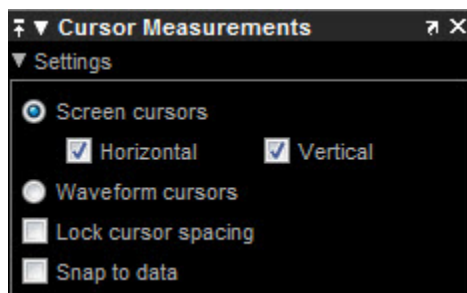 Cursor Measurements
Settings
Screen cursors
Horizontal Vertical
Waveform cursors
Lock cursor spacing
Snap to data